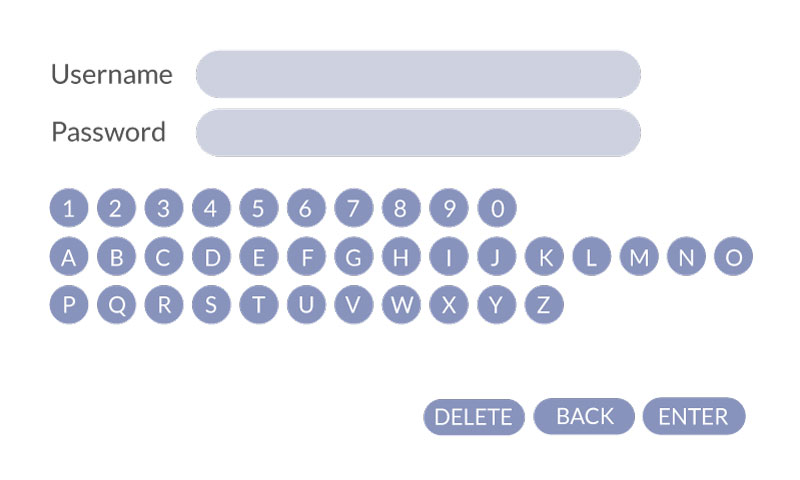 Username
Password
1 2 3 4 5 6 7 8 9 0
A B C D E F G H I J K L M N O
P Q R S T U V W X Y Z
DELETE BACK ENTER